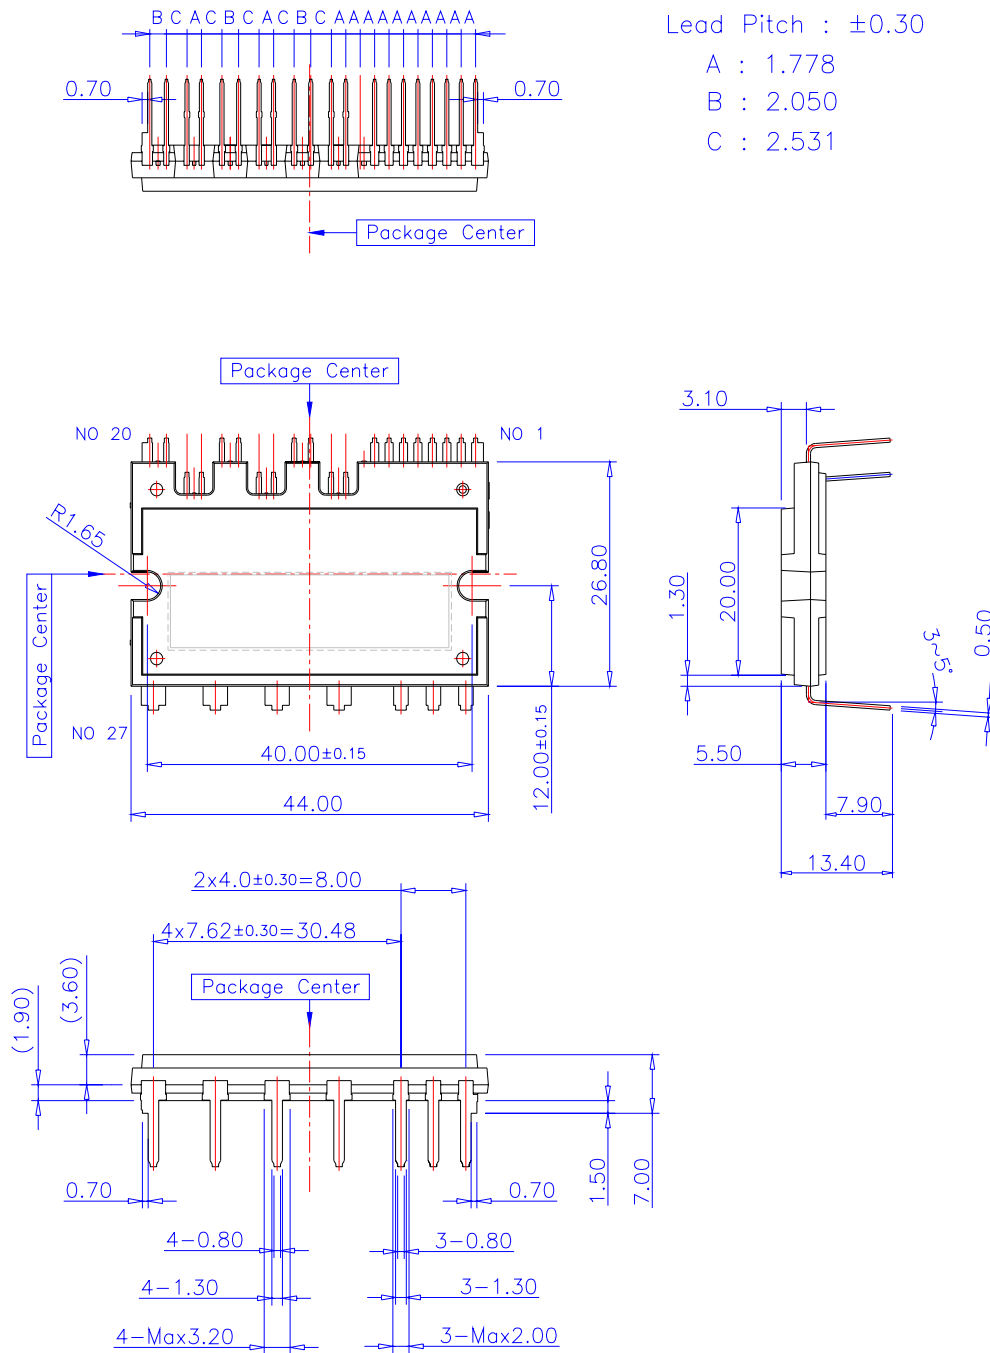 B C A C B C A C B C A A A A A A A A A A
Lead Pitch : ±0.30
A : 1.778
B : 2.050
C : 2.531
0.70
0.70
Package Center
Package Center
NO 20
NO 1
R1.65
Package Center
26.80
12.00±0.15
NO 27
40.00±0.15
44.00
3.10
1.30
20.00
3~5°
0.50
5.50
7.90
13.40
2x4.0±0.30=8.00
4x7.62±0.30=30.48
Package Center
(1.90)
(3.60)
0.70
0.70
1.50
7.00
4-0.80
3-0.80
4-1.30
3-1.30
4-Max3.20
3-Max2.00